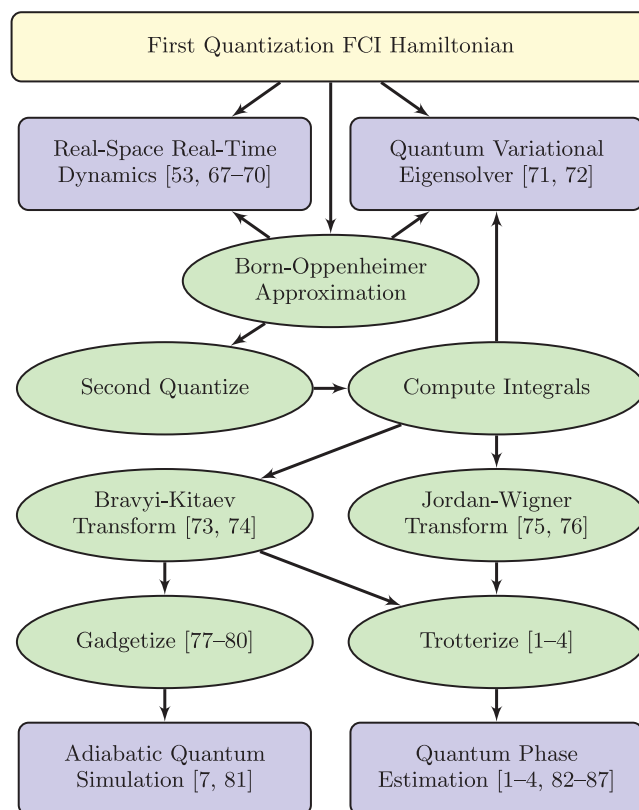 First Quantization FCI Hamiltonian
Real-Space Real-Time
Dynamics [53, 67–70]
Quantum Variational
Eigensolver [71, 72]
Born-Oppenheimer
Approximation
Second Quantize
Compute Integrals
Bravyi-Kitaev
Transform [73, 74]
Jordan-Wigner
Transform [75, 76]
Gadgetize [77–80]
Trotterize [1–4]
Adiabatic Quantum
Simulation [7, 81]
Quantum Phase
Estimation [1–4, 82–87]